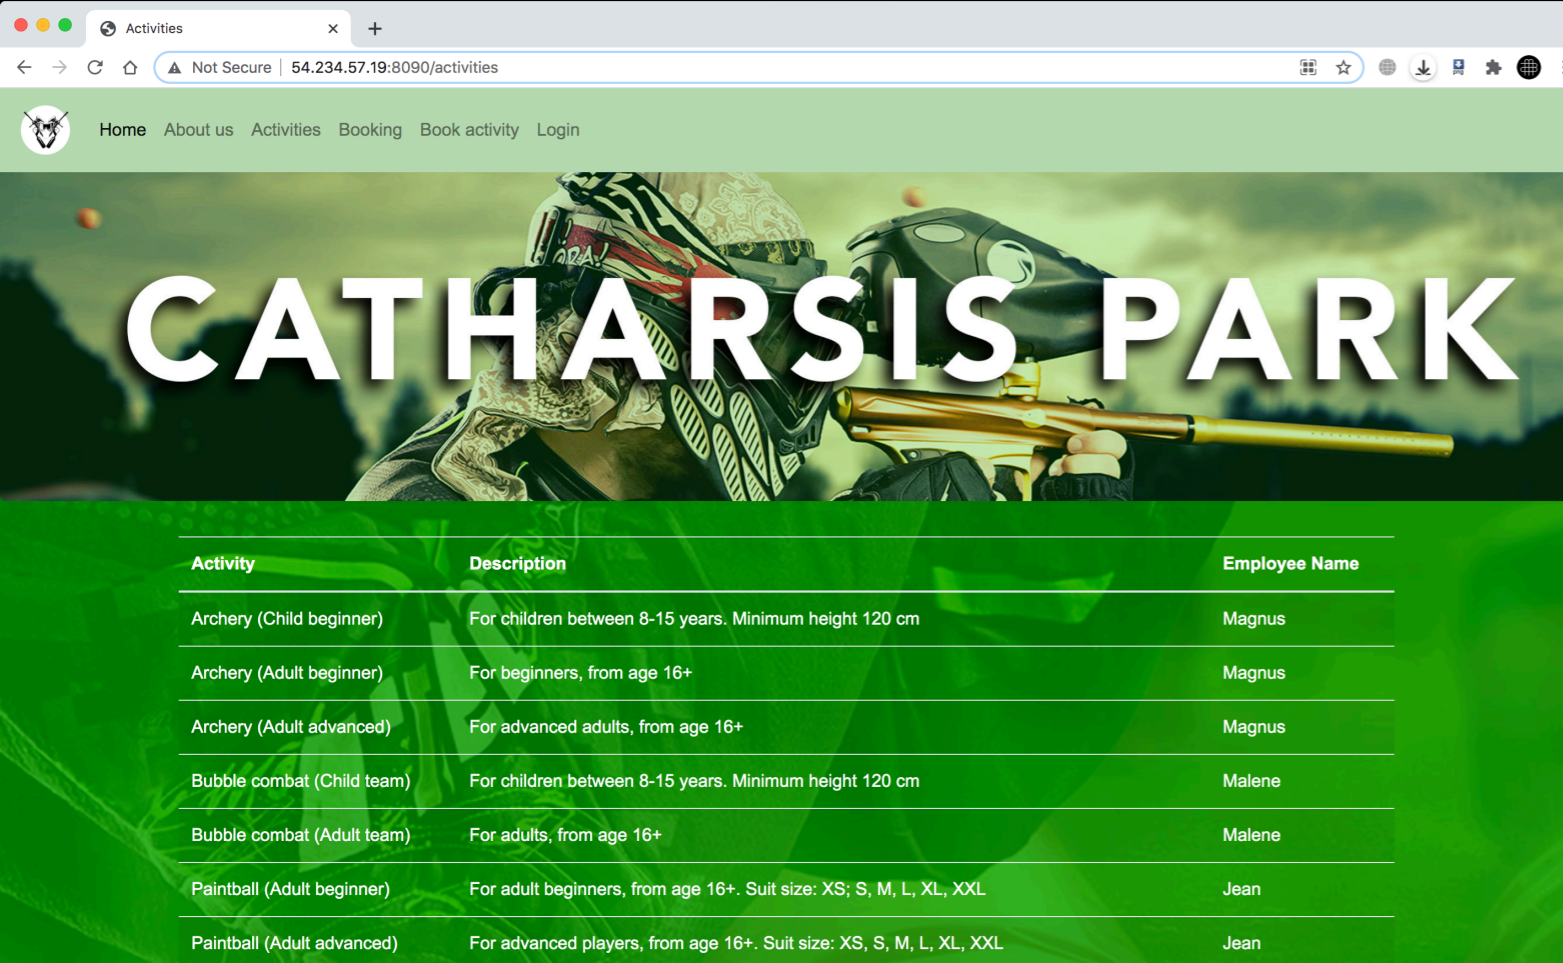 Activities
Not Secure 54.234.57.19:8090/activities
Home About us Activities Booking Book activity Login
CATHARSIS PARK
Activity Description Employee Name
Archery (Child beginner) For children between 8-15 years. Minimum height 120 cm Magnus
Archery (Adult beginner) For beginners, from age 16+ Magnus
Archery (Adult advanced) For advanced adults, from age 16+ Magnus
Bubble combat (Child team) For children between 8-15 years. Minimum height 120 cm Malene
Bubble combat (Adult team) For adults, from age 16+ Malene
Paintball (Adult beginner) For adult beginners, from age 16+. Suit size: XS; S, M, L, XL, XXL Jean
Paintball (Adult advanced) For advanced players, from age 16+. Suit size: XS, S, M, L, XL, XXL Jean